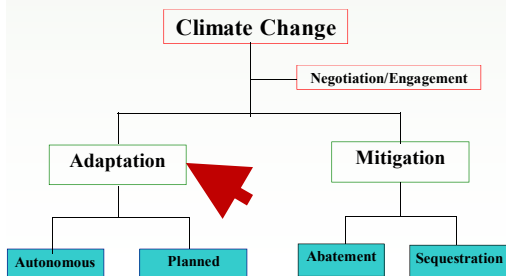 Climate Change
Negotiation/Engagement
Adaptation
Mitigation
Autonomous
Planned
Abatement
Sequestration